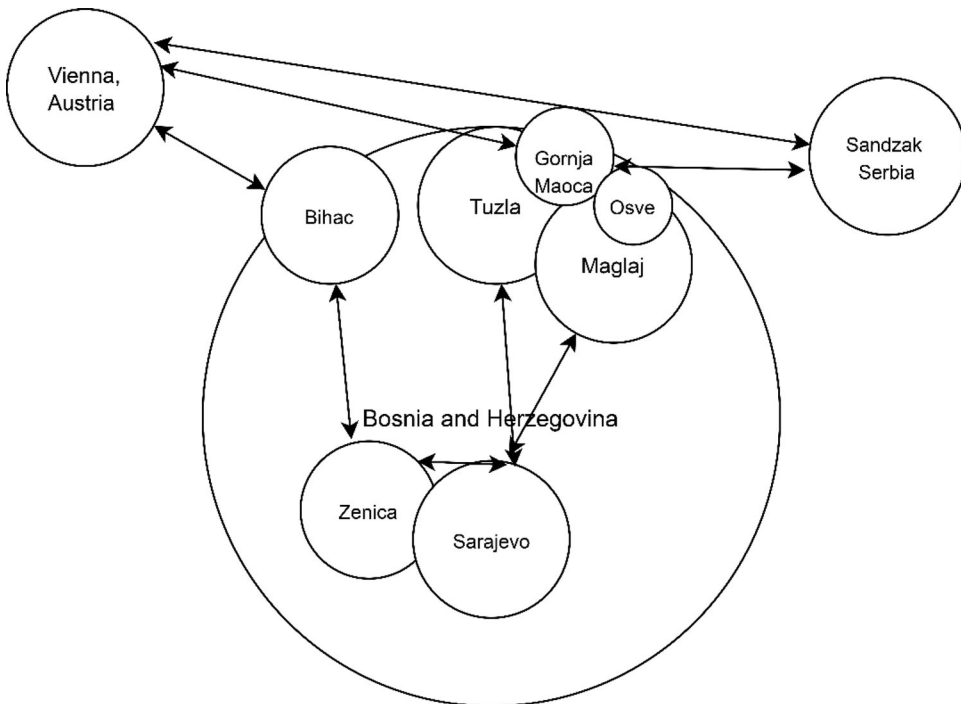 Vienna,
Austria
Sandzak
Serbia
Gornja
Maoca
Bihac
Tuzla
Osve
Maglaj
Bosnia and Herzegovina
Zenica
Sarajevo